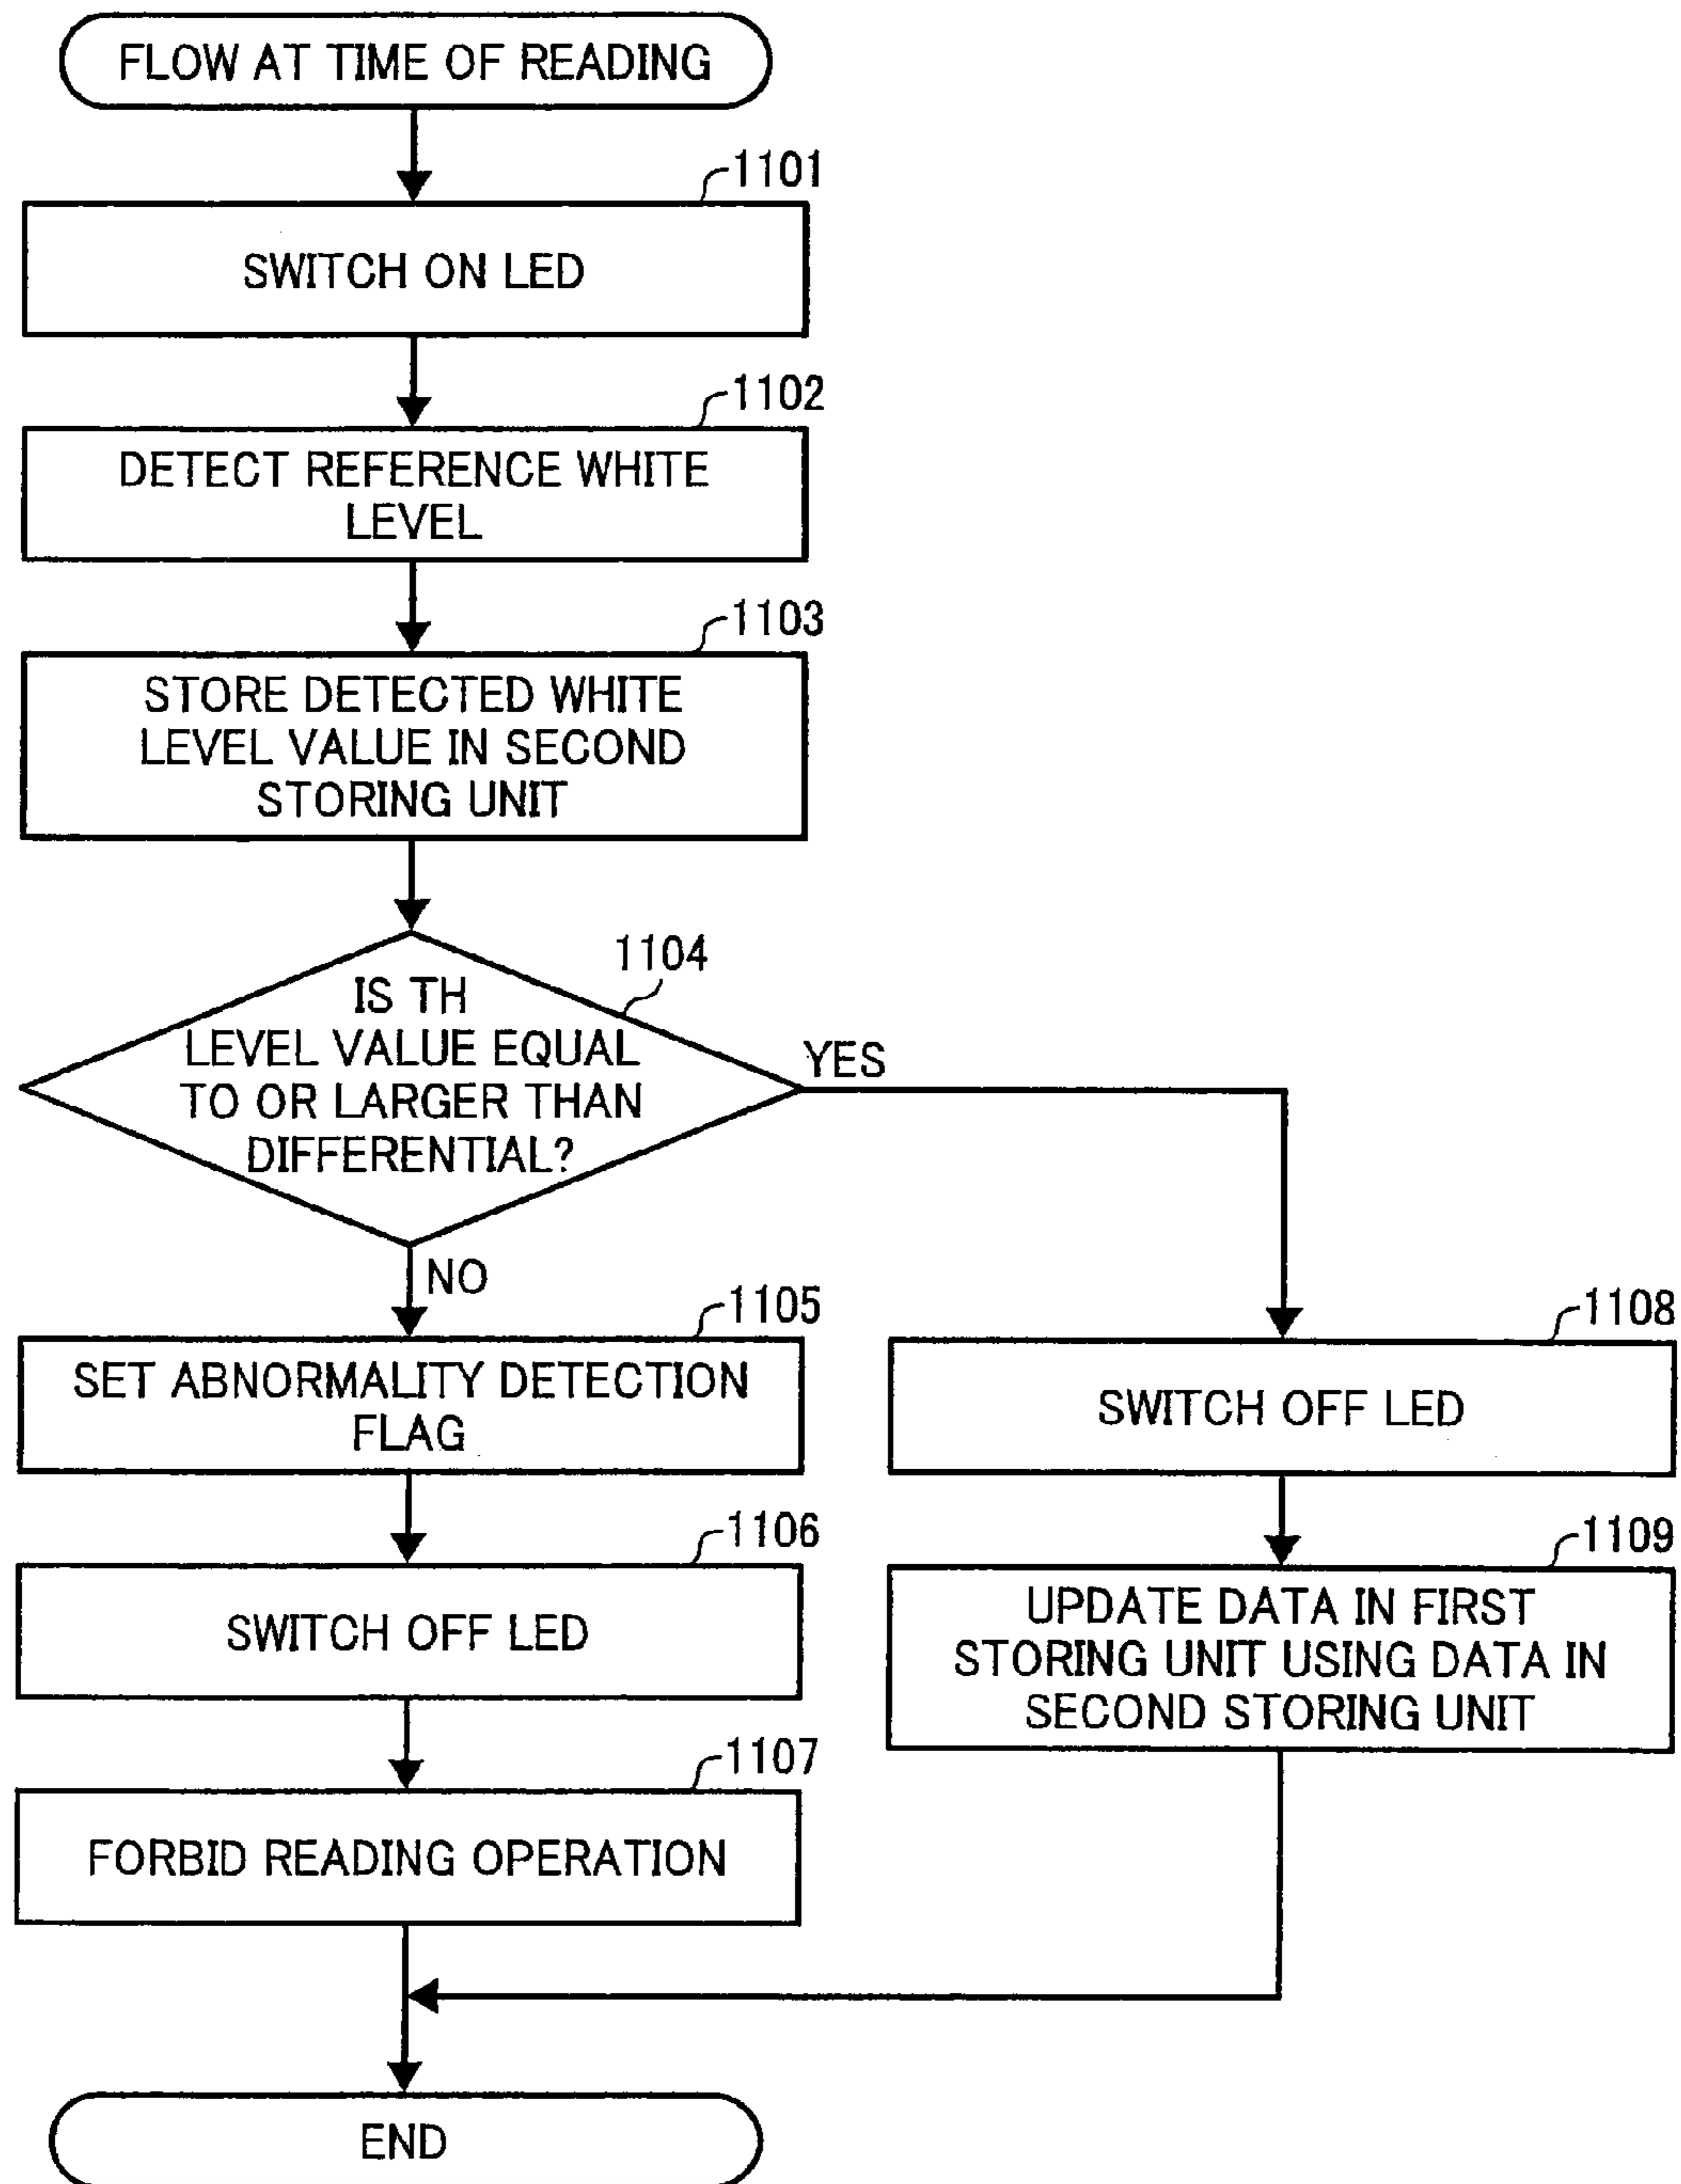 FLOW AT TIME OF READING
1101
SWITCH ON LED
1102
DETECT REFERENCE WHITE
LEVEL
1103
STORE DETECTED WHITE
LEVEL VALUE IN SECOND
STORING UNIT
1104
IS TH
LEVEL VALUE EQUAL
TO OR LARGER THAN
DIFFERENTIAL?
YES
NO
1105
SET ABNORMALITY DETECTION
FLAG
1106
SWITCH OFF LED
1107
FORBID READING OPERATION
1108
SWITCH OFF LED
1109
UPDATE DATA IN FIRST
STORING UNIT USING DATA IN
SECOND STORING UNIT
END